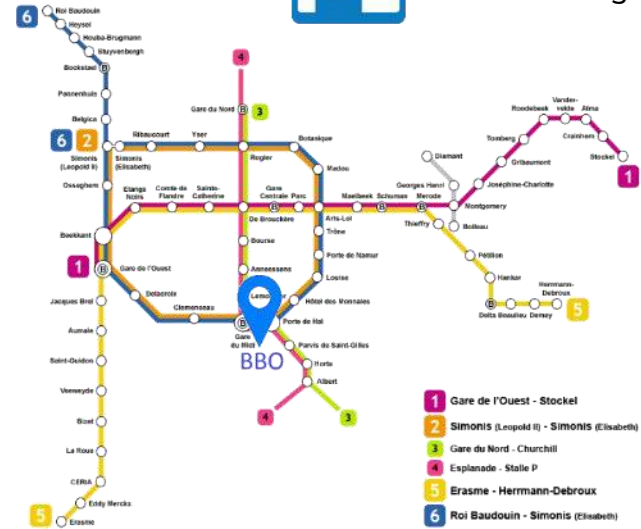 g
6
Roi Baudouin
Heysel
Houba-Brugmann
Stuyvenbergh
Bockstael
B
Pannenhuis
Belgica
6
2
Simonis
(Leopold II)
Simonis
(Elisabeth)
Osseghem
Ribaucourt
Yser
Rogier
Botanique
Madou
4
Gare du Nord
B
3
Etangs
Noirs
Comte de
Flandre
Sainte-
Catherine
De Brouckère
Gare
Centrale
Parc
B
Arts-Loi
Trône
Porte de Namur
Louise
Hôtel des Monnaies
Porte de Hal
Maelbeek
Schuman
B
Merode
B
Georges Henri
Diamant
Montgomery
Boileau
Joséphine-Charlotte
Gribaumont
Tomberg
Roodebeek
Vander-
velde
Alma
Crainhem
Stockel
1
Thieffry
Pétillon
Hankar
B
Delta
Beaulieu
Demey
Herrmann-
Debroux
5
Beekkant
1
B
Gare de l'Ouest
Delacroix
Clemenceau
Bourse
Anneessens
Lemo
B
Gare
du Midi
BBO
Parvis de Saint-Gilles
Horta
Albert
4
3
Jacques Brel
Aumale
Saint-Guidon
Veeweyde
Bizet
La Roue
CERIA
Eddy Merckx
5
Erasme
1 Gare de l'Ouest - Stockel
2 Simonis (Leopold II) - Simonis (Elisabeth)
3 Gare du Nord - Churchill
4 Esplanade - Stalle P
5 Erasme - Herrmann-Debroux
6 Roi Baudouin - Simonis (Elisabeth)